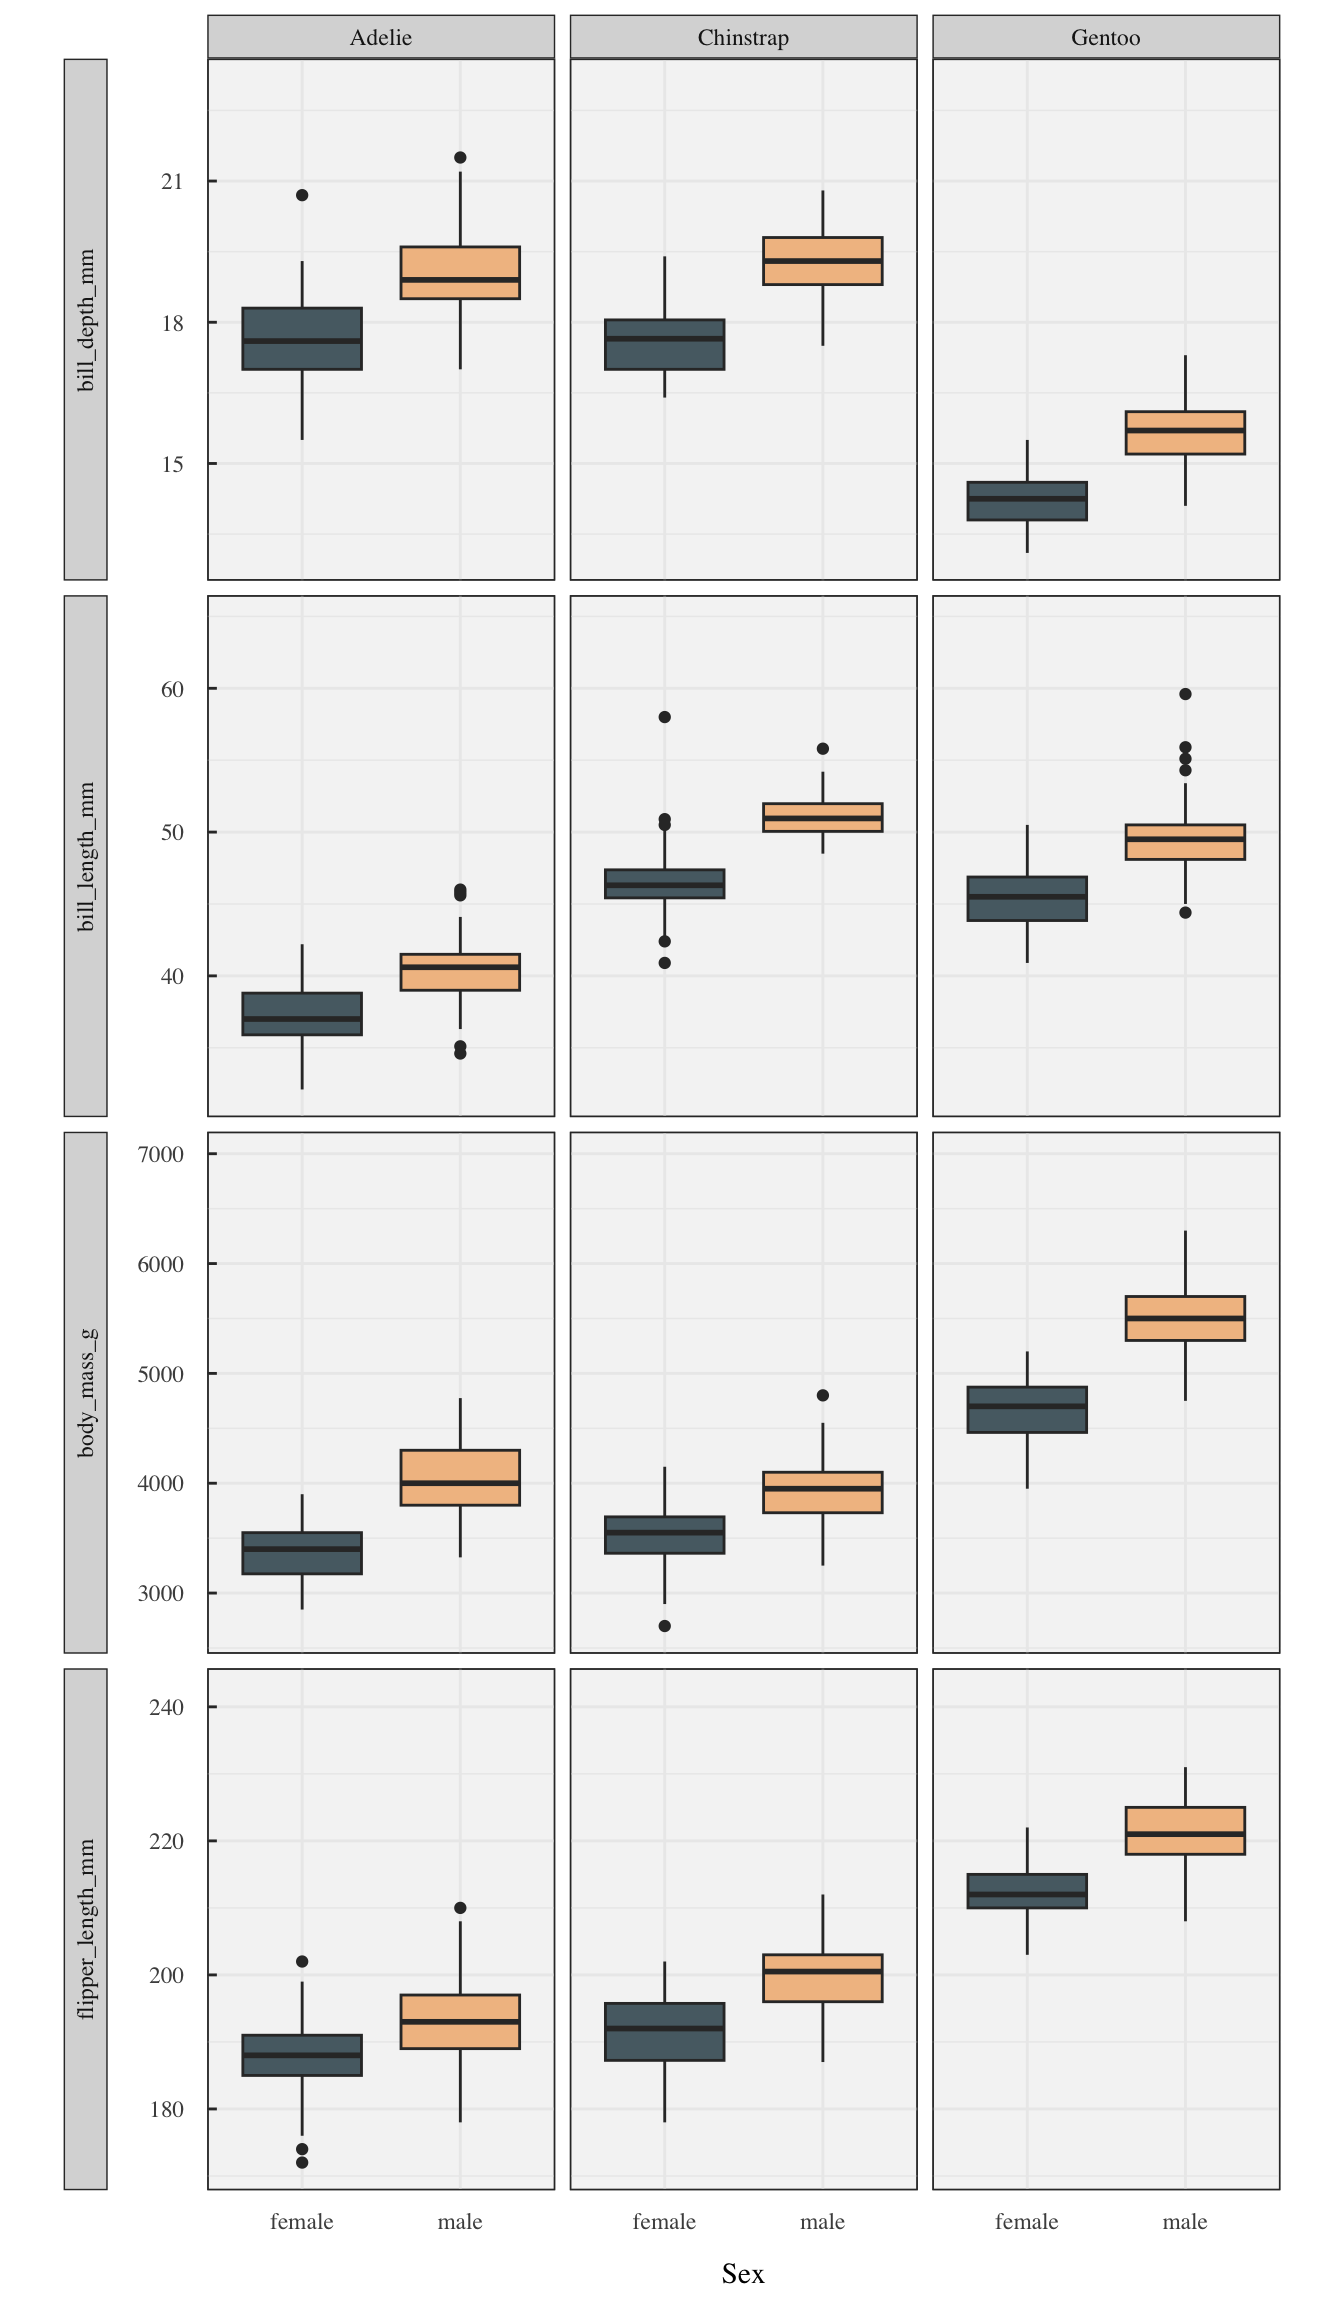 Adelie Chinstrap Gentoo
bill_depth_mm
21
18
15
bill_length_mm
60
50
40
body_mass_g
7000
6000
5000
4000
3000
flipper_length_mm
240
220
200
180
female male female male female male
Sex